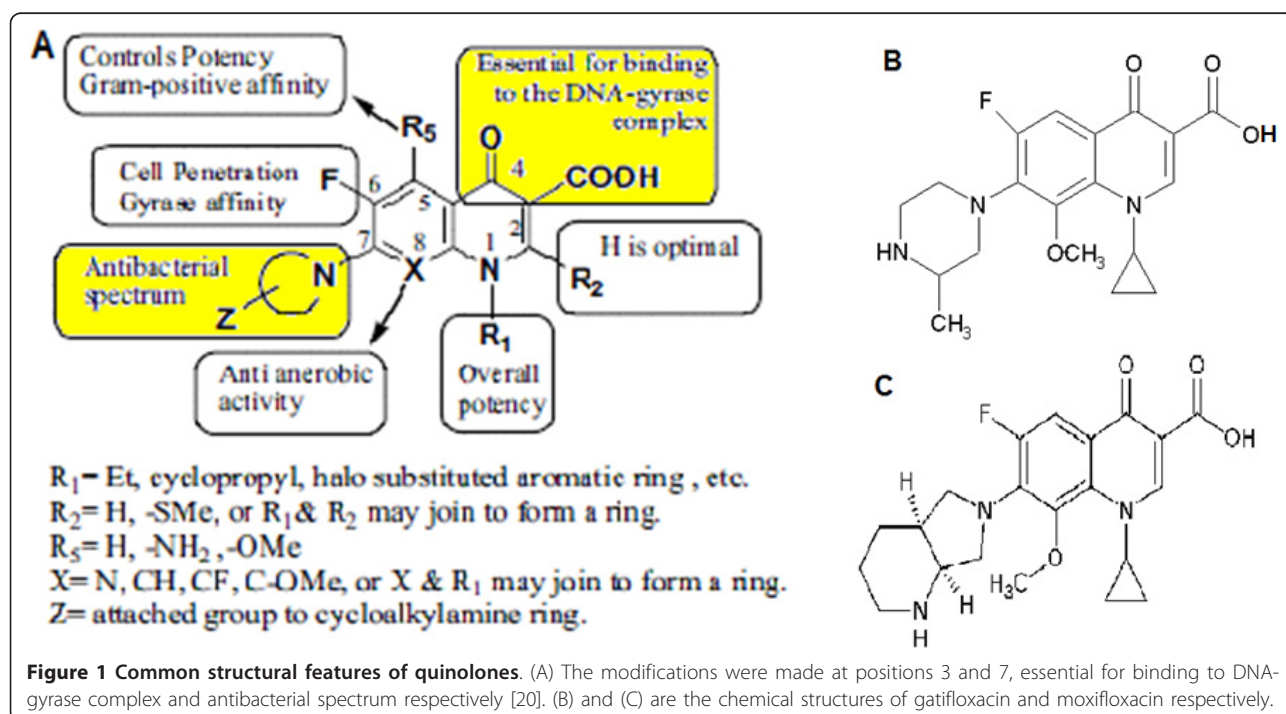 A
Controls Potency
Gram-positive affinity
Essential for binding
to the DNA-gyrase
complex
R5
O
4
COOH
Cell Penetration
Gyrase affinity
F
6
5
3
2
H is optimal
Antibacterial
spectrum
N
Z
7
8
X
1
N
R2
R1
Anti anerobic
activity
Overall
potency
R1= Et, cyclopropyl, halo substituted aromatic ring , etc.
R2= H, -SMe, or R1& R2 may join to form a ring.
R5= H, -NH2 ,-OMe
X= N, CH, CF, C-OMe, or X & R1 may join to form a ring.
Z= attached group to cycloalkylamine ring.
B
O
O
F
OH
N
N
HN
OCH3
CH3
C
O
O
F
OH
H
N
N
O
H3C
N
H
H
Figure 1 Common structural features of quinolones. (A) The modifications were made at positions 3 and 7, essential for binding to DNA-
gyrase complex and antibacterial spectrum respectively [20]. (B) and (C) are the chemical structures of gatifloxacin and moxifloxacin respectively.